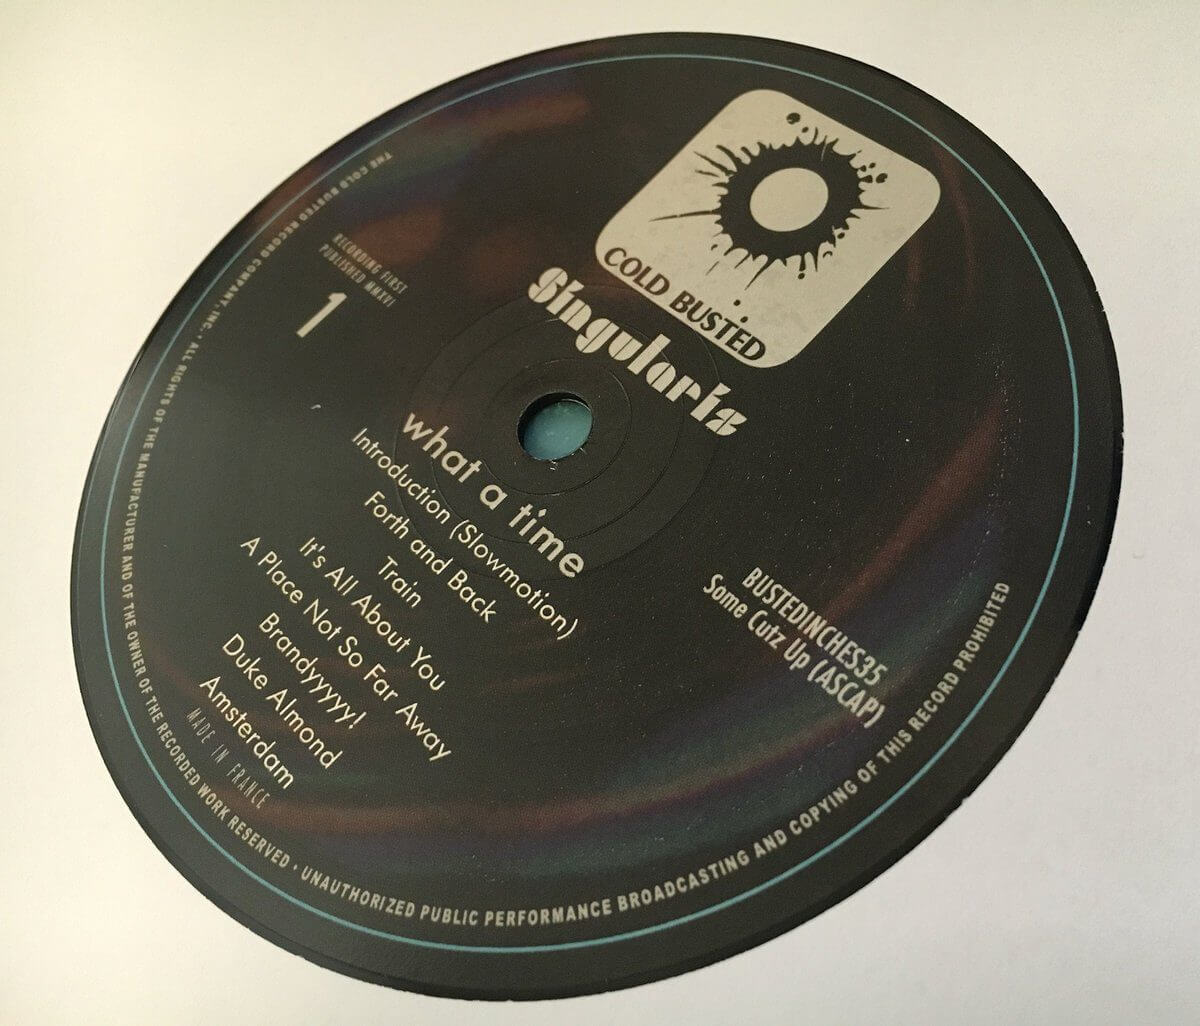 COLD BUSTED
Singularis
RECORDING FIRST
PUBLISHED MMXVI
1
what a time
Introduction (Slowmotion)
Forth and Back
Train
It's All About You
A Place Not So Far Away
Brandyyyyy!
Duke Almond
Amsterdam
MADE IN FRANCE
BUSTEDINCHES35
Some Cutz Up (ASCAP)
THE COLD BUSTED RECORD COMPANY, INC. • ALL RIGHTS OF THE MANUFACTURER AND OF THE OWNER OF THE RECORDED WORK RESERVED • UNAUTHORIZED PUBLIC PERFORMANCE BROADCASTING AND COPYING OF THIS RECORD PROHIBITED